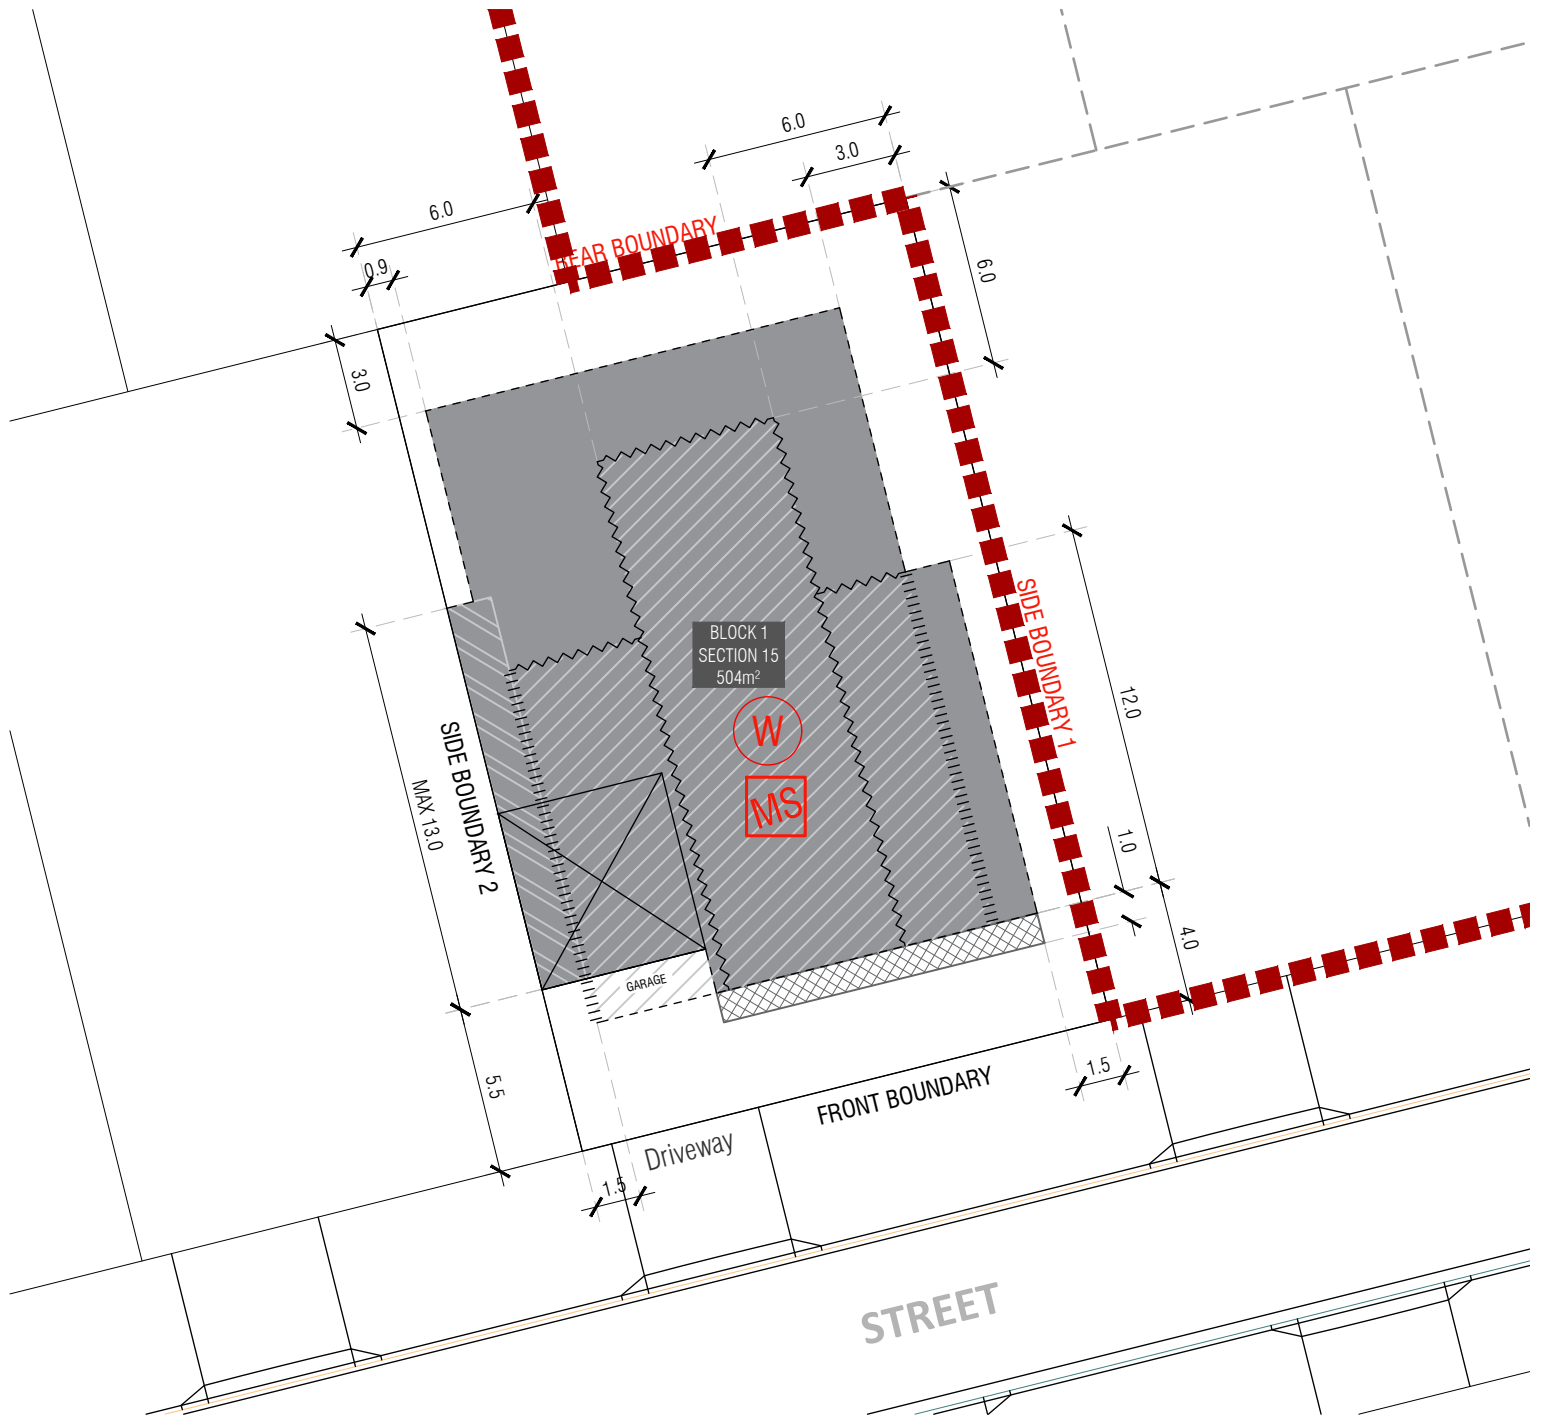 6.0
3.0
6.0
REAR BOUNDARY
0.9
6.0
3.0
SIDE BOUNDARY 1
BLOCK 1
SECTION 15
504m²
W
MS
12.0
SIDE BOUNDARY 2
MAX 13.0
1.0
4.0
GARAGE
5.5
1.5
FRONT BOUNDARY
Driveway
1.5
STREET